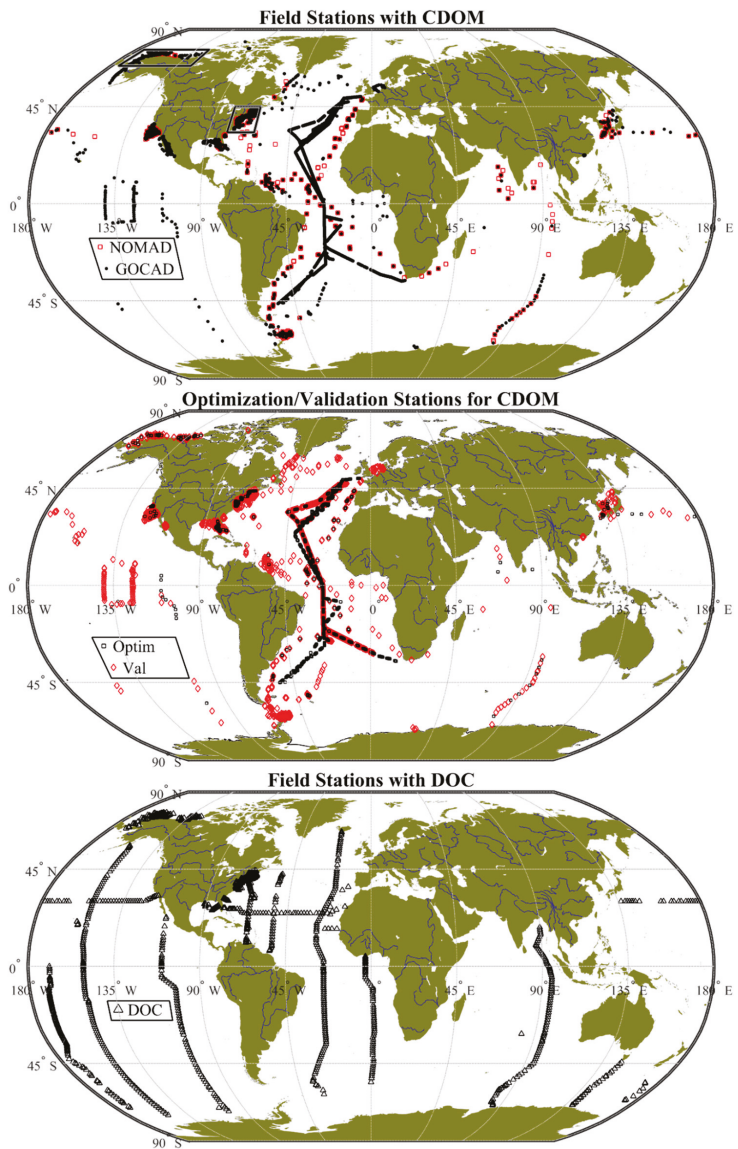 Field Stations with CDOM
90° N
45° N
0°
180° W
135° W
90° W
45° W
0°
45° E
90° E
135° E
180° E
NOMAD
GOCAD
45° S
90° S
Optimization/Validation Stations for CDOM
90° N
45° N
0°
180° W
135° W
90° W
45° W
0°
45° E
90° E
135° E
180° E
Optim
Val
45° S
90° S
Field Stations with DOC
90° N
45° N
0°
180° W
135° W
90° W
45° W
0°
45° E
90° E
135° E
180° E
DOC
45° S
90° S